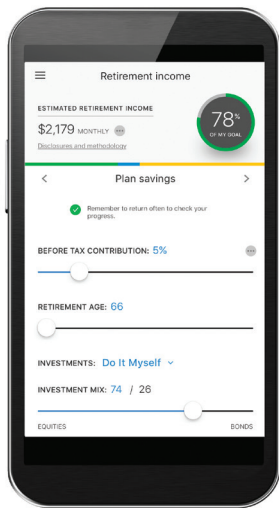 Retirement income
ESTIMATED RETIREMENT INCOME
$2,179 MONTHLY
Disclosures and methodology
78%
OF MY GOAL
Plan savings
Remember to return often to check your
progress.
BEFORE TAX CONTRIBUTION: 5%
RETIREMENT AGE: 66
INVESTMENTS: Do It Myself
INVESTMENT MIX: 74 / 26
EQUITIES BONDS